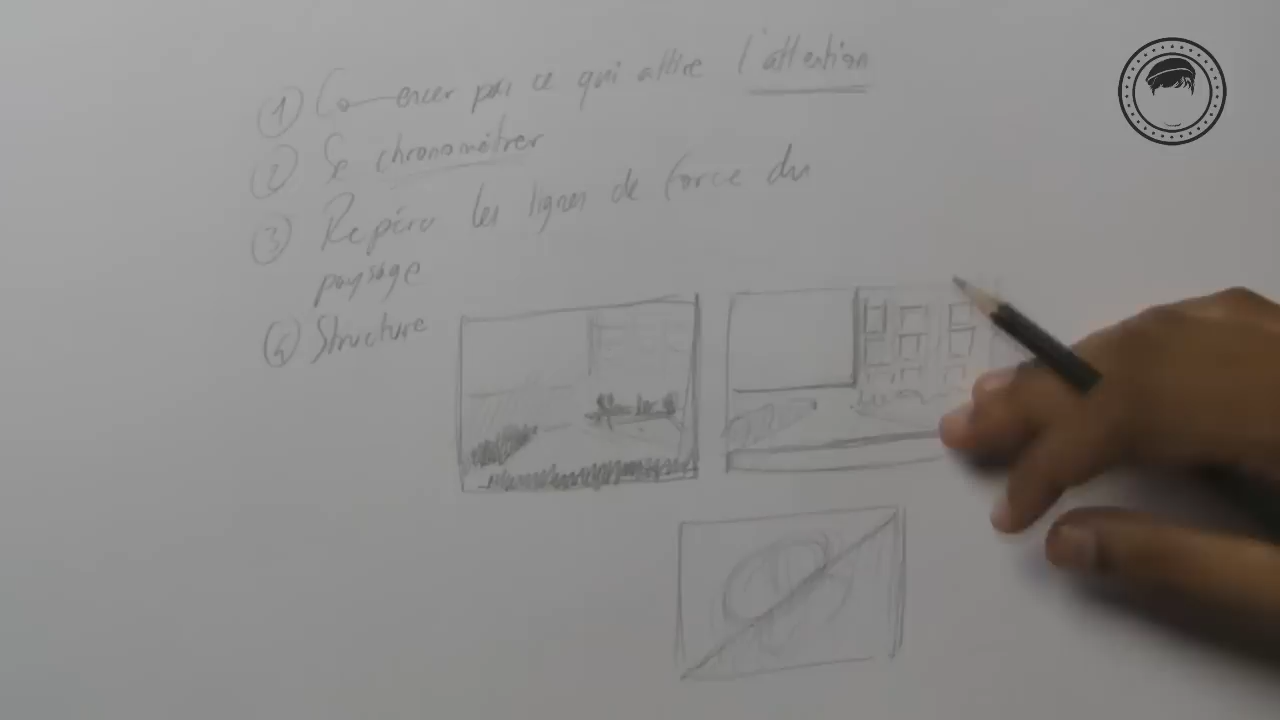 ① Commencer par ce qui attire l'attention
② Se chronométrer
③ Repérer les lignes de force du
paysage
④ Structure